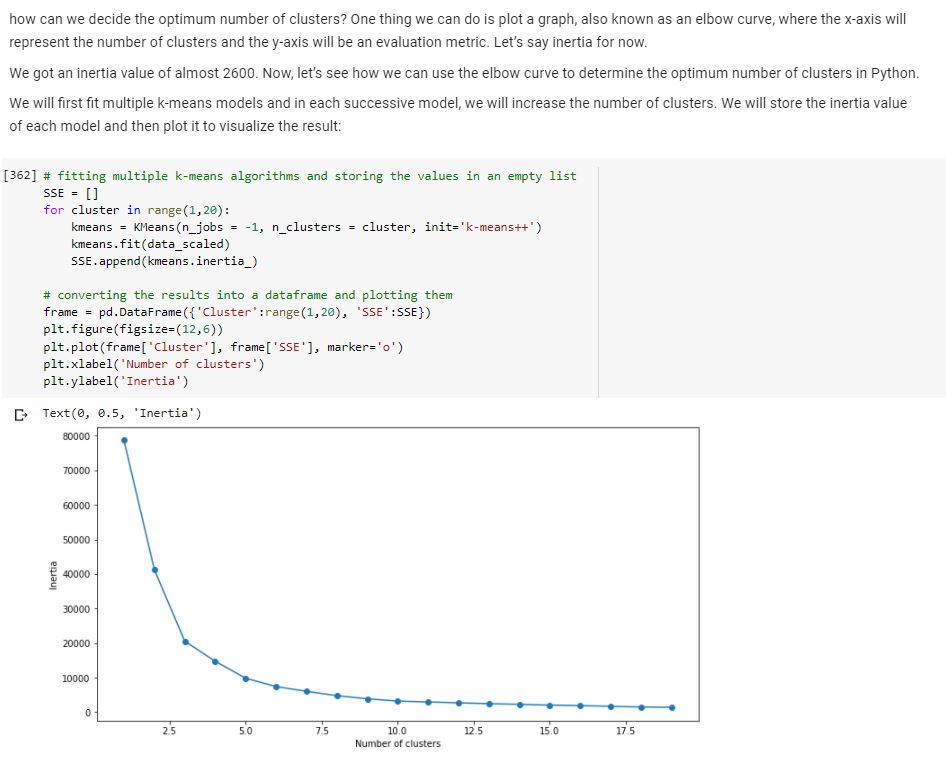 how can we decide the optimum number of clusters? One thing we can do is plot a graph, also known as an elbow curve, where the x-axis will
represent the number of clusters and the y-axis will be an evaluation metric. Let's say inertia for now.
We got an inertia value of almost 2600. Now, let's see how we can use the elbow curve to determine the optimum number of clusters in Python.
We will first fit multiple k-means models and in each successive model, we will increase the number of clusters. We will store the inertia value
of each model and then plot it to visualize the result:
[362] # fitting multiple k-means algorithms and storing the values in an empty list
SSE = []
for cluster in range(1,20):
    kmeans = KMeans(n_jobs = -1, n_clusters = cluster, init='k-means++')
    kmeans.fit(data_scaled)
    SSE.append(kmeans.inertia_)
# converting the results into a dataframe and plotting them
frame = pd.DataFrame({'Cluster':range(1,20), 'SSE':SSE})
plt.figure(figsize=(12,6))
plt.plot(frame['Cluster'], frame['SSE'], marker='o')
plt.xlabel('Number of clusters')
plt.ylabel('Inertia')
Text(0, 0.5, 'Inertia')
80000
70000
60000
50000
40000
30000
20000
10000
0
Inertia
2.5 5.0 7.5 10.0 12.5 15.0 17.5
Number of clusters